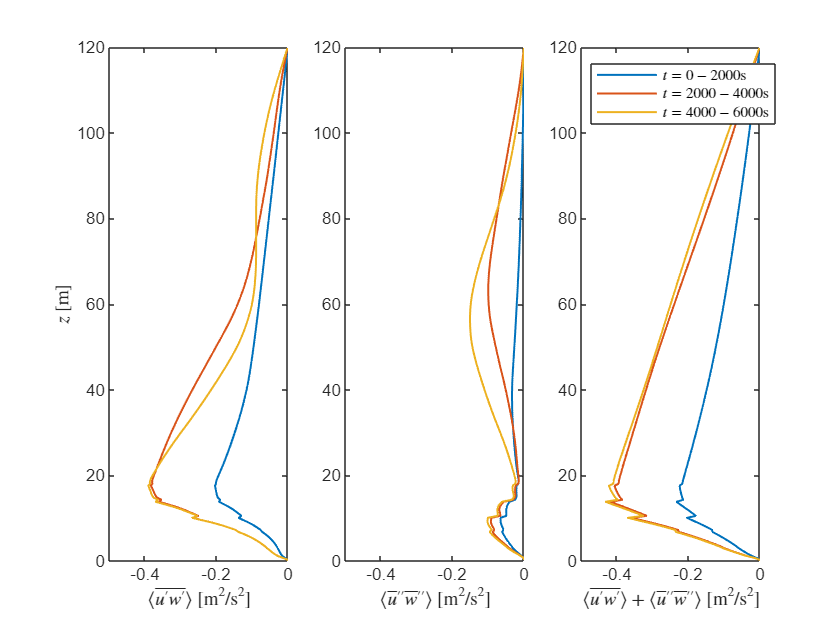 120 120 120
100 100 100
80 80 80
60 60 60
40 40 40
20 20 20
0 0 0
-0.4 -0.2 0 -0.4 -0.2 0 -0.4 -0.2 0
z [m]
⟨u′w′⟩ [m²/s²]
⟨u′′w′′⟩ [m²/s²]
⟨u′w′⟩ + ⟨u′′w′′⟩ [m²/s²]
t = 0 − 2000s
t = 2000 − 4000s
t = 4000 − 6000s